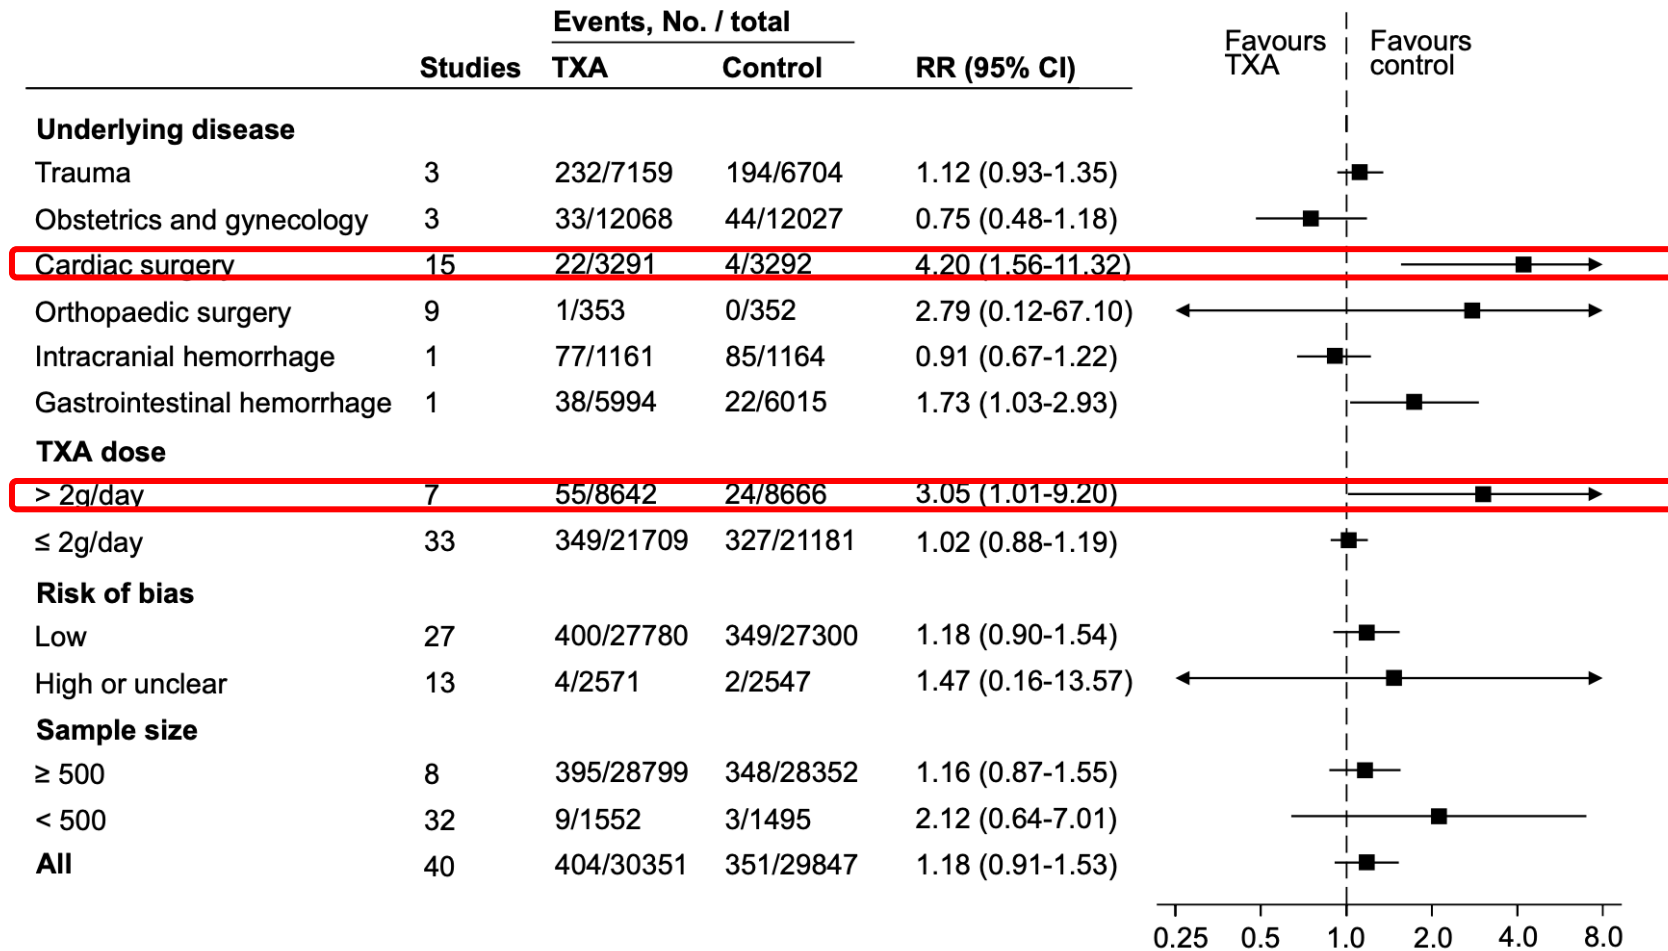 Events, No. / total
Studies TXA Control RR (95% CI)
Favours TXA
Favours control
Underlying disease
Trauma 3 232/7159 194/6704 1.12 (0.93-1.35)
Obstetrics and gynecology 3 33/12068 44/12027 0.75 (0.48-1.18)
Cardiac surgery 15 22/3291 4/3292 4.20 (1.56-11.32)
Orthopaedic surgery 9 1/353 0/352 2.79 (0.12-67.10)
Intracranial hemorrhage 1 77/1161 85/1164 0.91 (0.67-1.22)
Gastrointestinal hemorrhage 1 38/5994 22/6015 1.73 (1.03-2.93)
TXA dose
> 2g/day 7 55/8642 24/8666 3.05 (1.01-9.20)
≤ 2g/day 33 349/21709 327/21181 1.02 (0.88-1.19)
Risk of bias
Low 27 400/27780 349/27300 1.18 (0.90-1.54)
High or unclear 13 4/2571 2/2547 1.47 (0.16-13.57)
Sample size
≥ 500 8 395/28799 348/28352 1.16 (0.87-1.55)
< 500 32 9/1552 3/1495 2.12 (0.64-7.01)
All 40 404/30351 351/29847 1.18 (0.91-1.53)
0.25 0.5 1.0 2.0 4.0 8.0